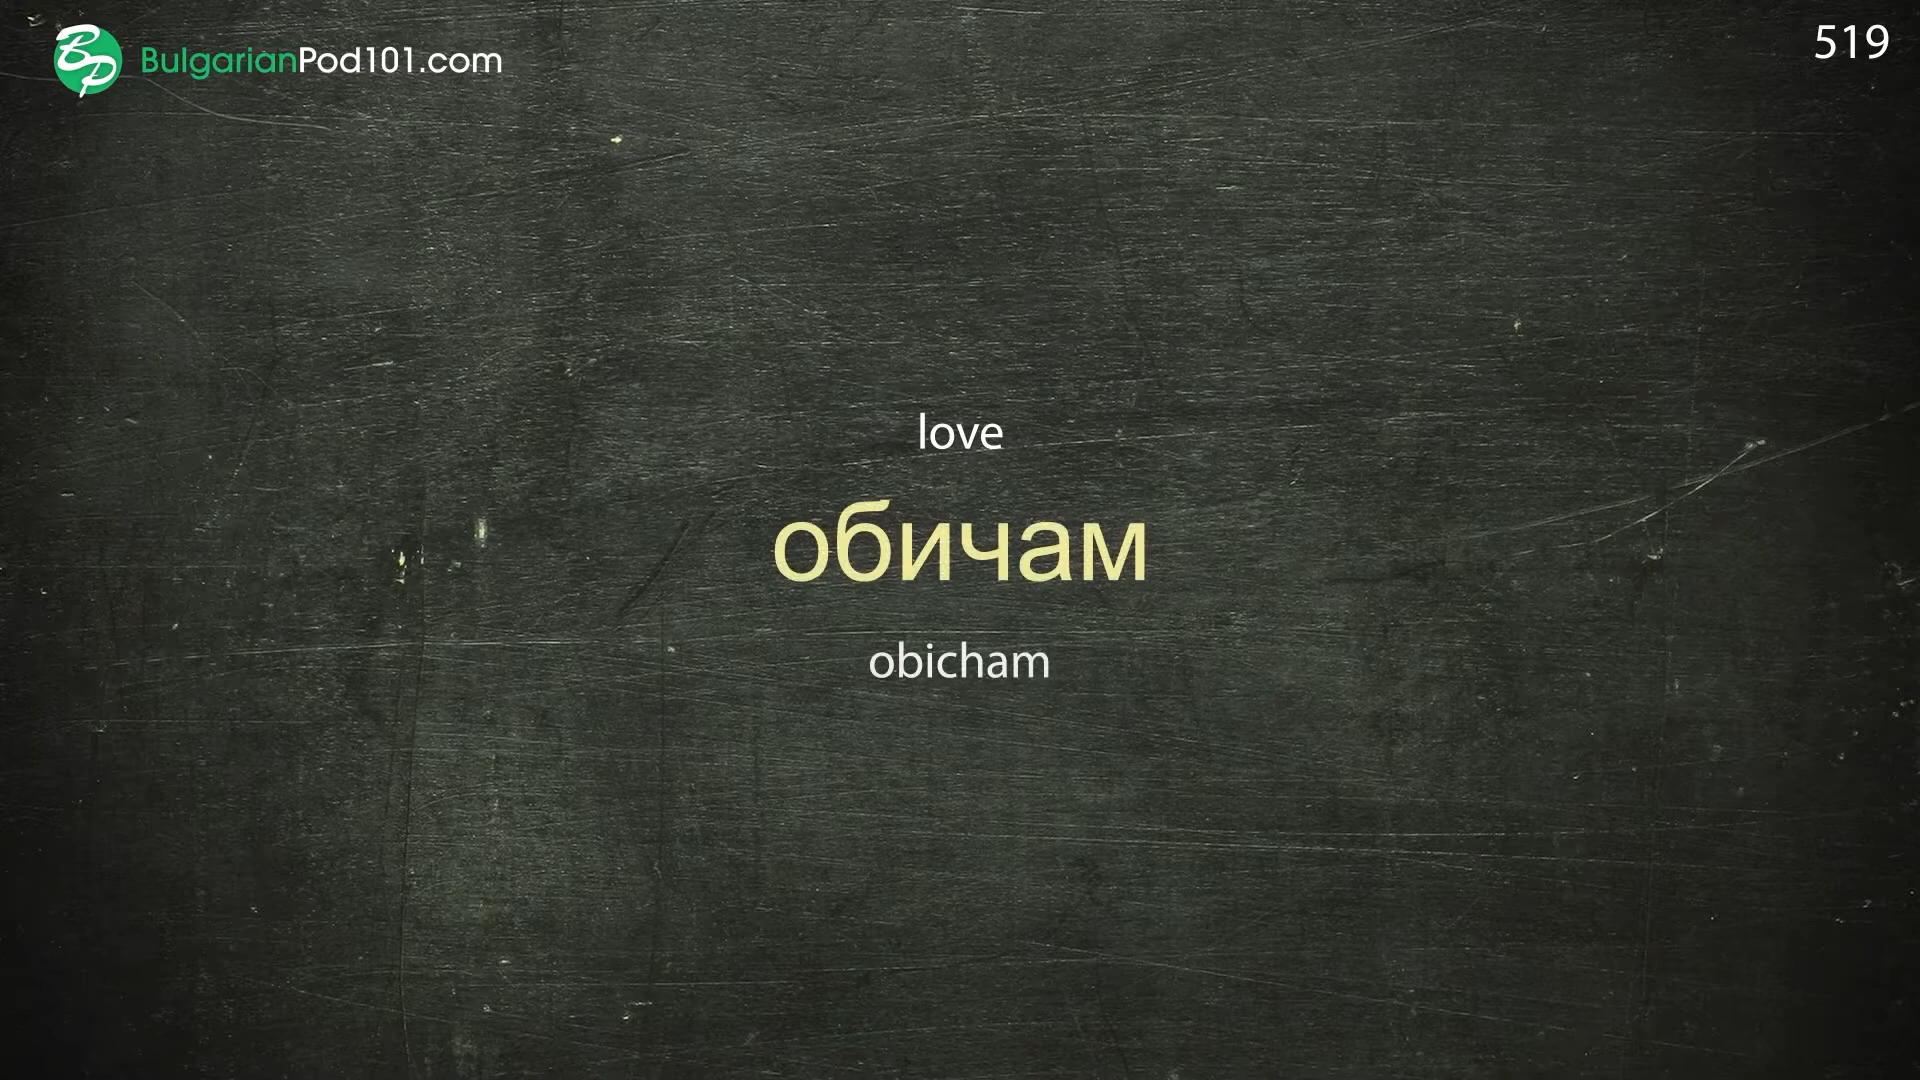 BulgarianPod101.com
519
love
обичам
obicham